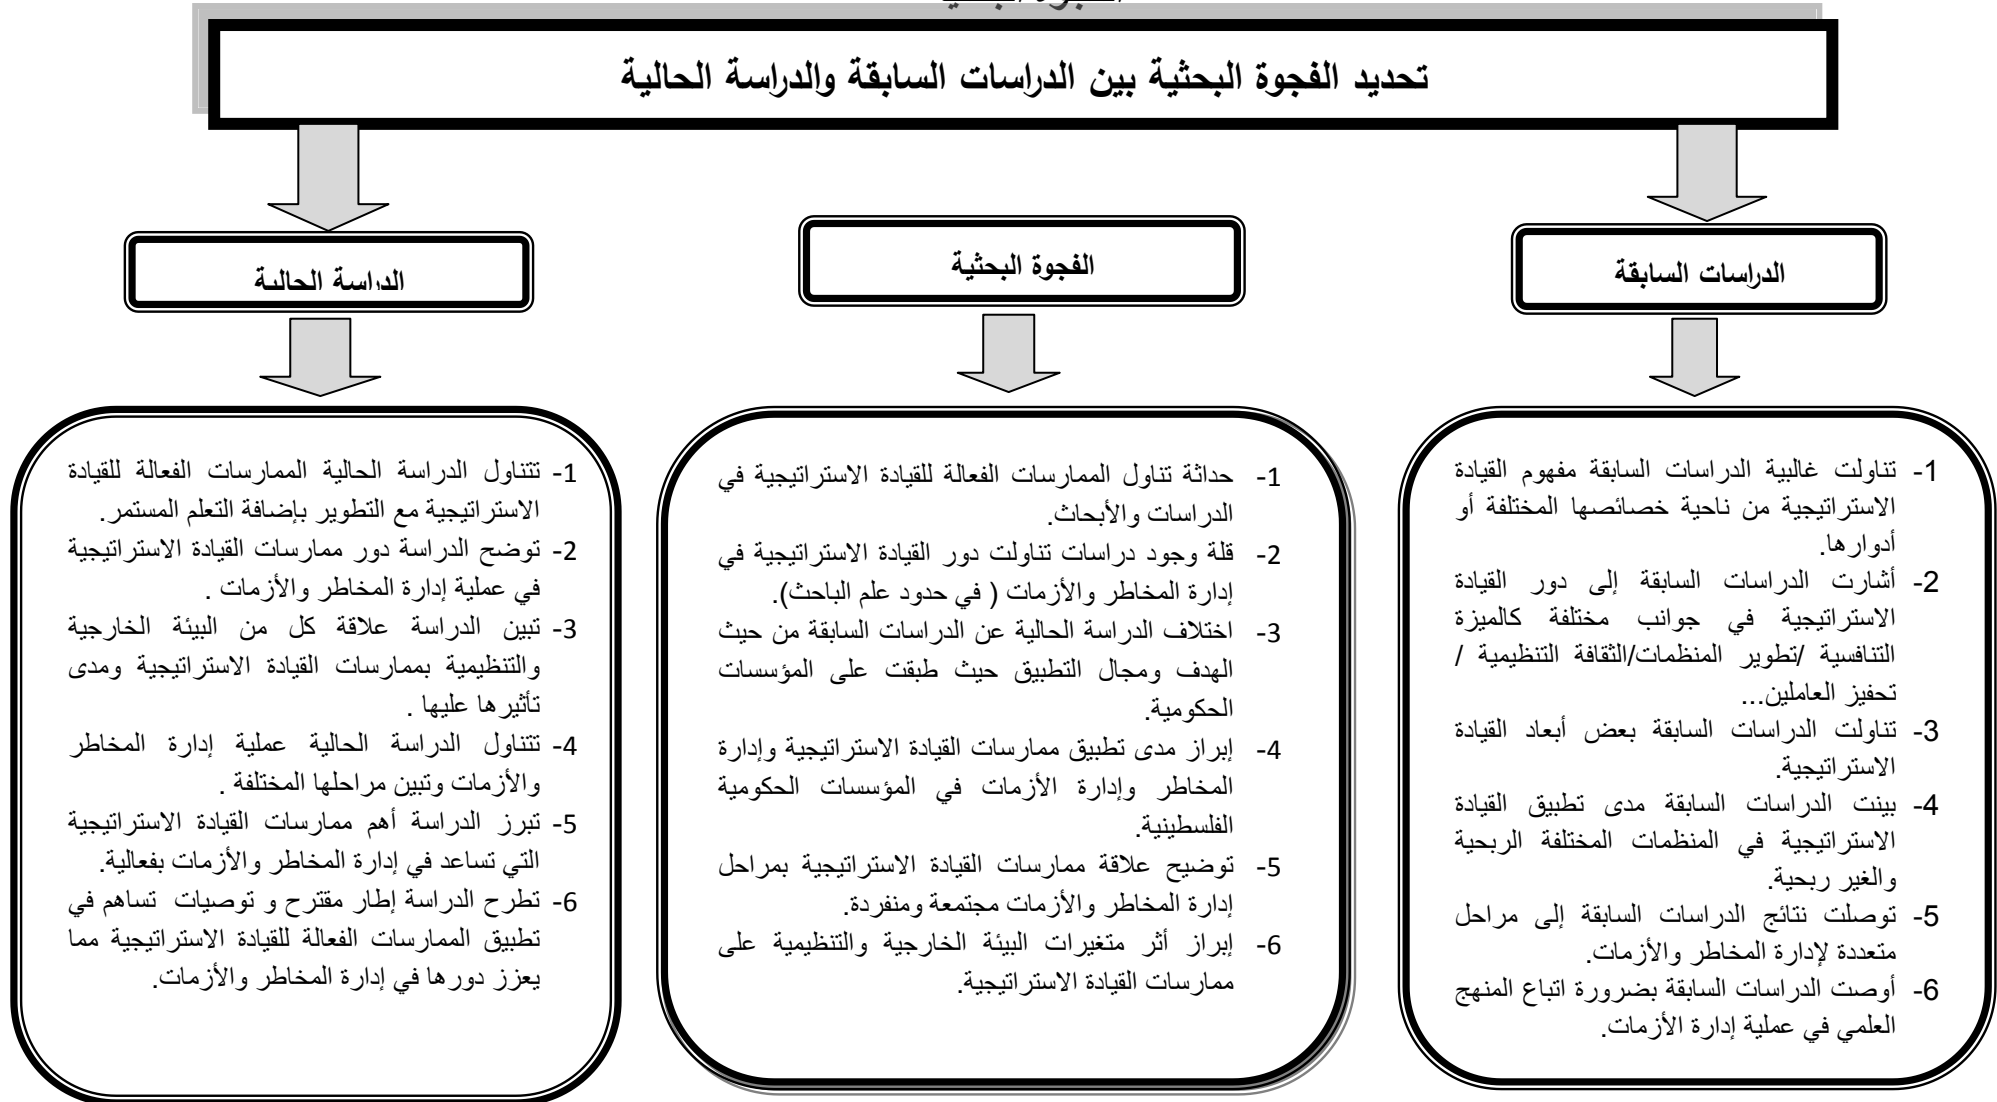 الفجوة البحثية
تحديد الفجوة البحثية بين الدراسات السابقة والدراسة الحالية
الدراسات السابقة
1- تناولت غالبية الدراسات السابقة مفهوم القيادة
الاستراتيجية من ناحية خصائصها المختلفة أو
أدوارها.
2- أشارت الدراسات السابقة إلى دور القيادة
الاستراتيجية في جوانب مختلفة كالميزة
التنافسية /تطوير المنظمات/الثقافة التنظيمية /
تحفيز العاملين...
3- تناولت الدراسات السابقة بعض أبعاد القيادة
الاستراتيجية.
4- بينت الدراسات السابقة مدى تطبيق القيادة
الاستراتيجية في المنظمات المختلفة الربحية
والغير ربحية.
5- توصلت نتائج الدراسات السابقة إلى مراحل
متعددة لإدارة المخاطر والأزمات.
6- أوصت الدراسات السابقة بضرورة اتباع المنهج
العلمي في عملية إدارة الأزمات.
الفجوة البحثية
1- حداثة تناول الممارسات الفعالة للقيادة الاستراتيجية في
الدراسات والأبحاث.
2- قلة وجود دراسات تناولت دور القيادة الاستراتيجية في
إدارة المخاطر والأزمات ( في حدود علم الباحث).
3- اختلاف الدراسة الحالية عن الدراسات السابقة من حيث
الهدف ومجال التطبيق حيث طبقت على المؤسسات
الحكومية.
4- إبراز مدى تطبيق ممارسات القيادة الاستراتيجية وإدارة
المخاطر وإدارة الأزمات في المؤسسات الحكومية
الفلسطينية.
5- توضيح علاقة ممارسات القيادة الاستراتيجية بمراحل
إدارة المخاطر والأزمات مجتمعة ومنفردة.
6- إبراز أثر متغيرات البيئة الخارجية والتنظيمية على
ممارسات القيادة الاستراتيجية.
الدراسة الحالية
1- تتناول الدراسة الحالية الممارسات الفعالة للقيادة
الاستراتيجية مع التطوير بإضافة التعلم المستمر.
2- توضح الدراسة دور ممارسات القيادة الاستراتيجية
في عملية إدارة المخاطر والأزمات .
3- تبين الدراسة علاقة كل من البيئة الخارجية
والتنظيمية بممارسات القيادة الاستراتيجية ومدى
تأثيرها عليها .
4- تتناول الدراسة الحالية عملية إدارة المخاطر
والأزمات وتبين مراحلها المختلفة .
5- تبرز الدراسة أهم ممارسات القيادة الاستراتيجية
التي تساعد في إدارة المخاطر والأزمات بفعالية.
6- تطرح الدراسة إطار مقترح و توصيات تساهم في
تطبيق الممارسات الفعالة للقيادة الاستراتيجية مما
يعزز دورها في إدارة المخاطر والأزمات.